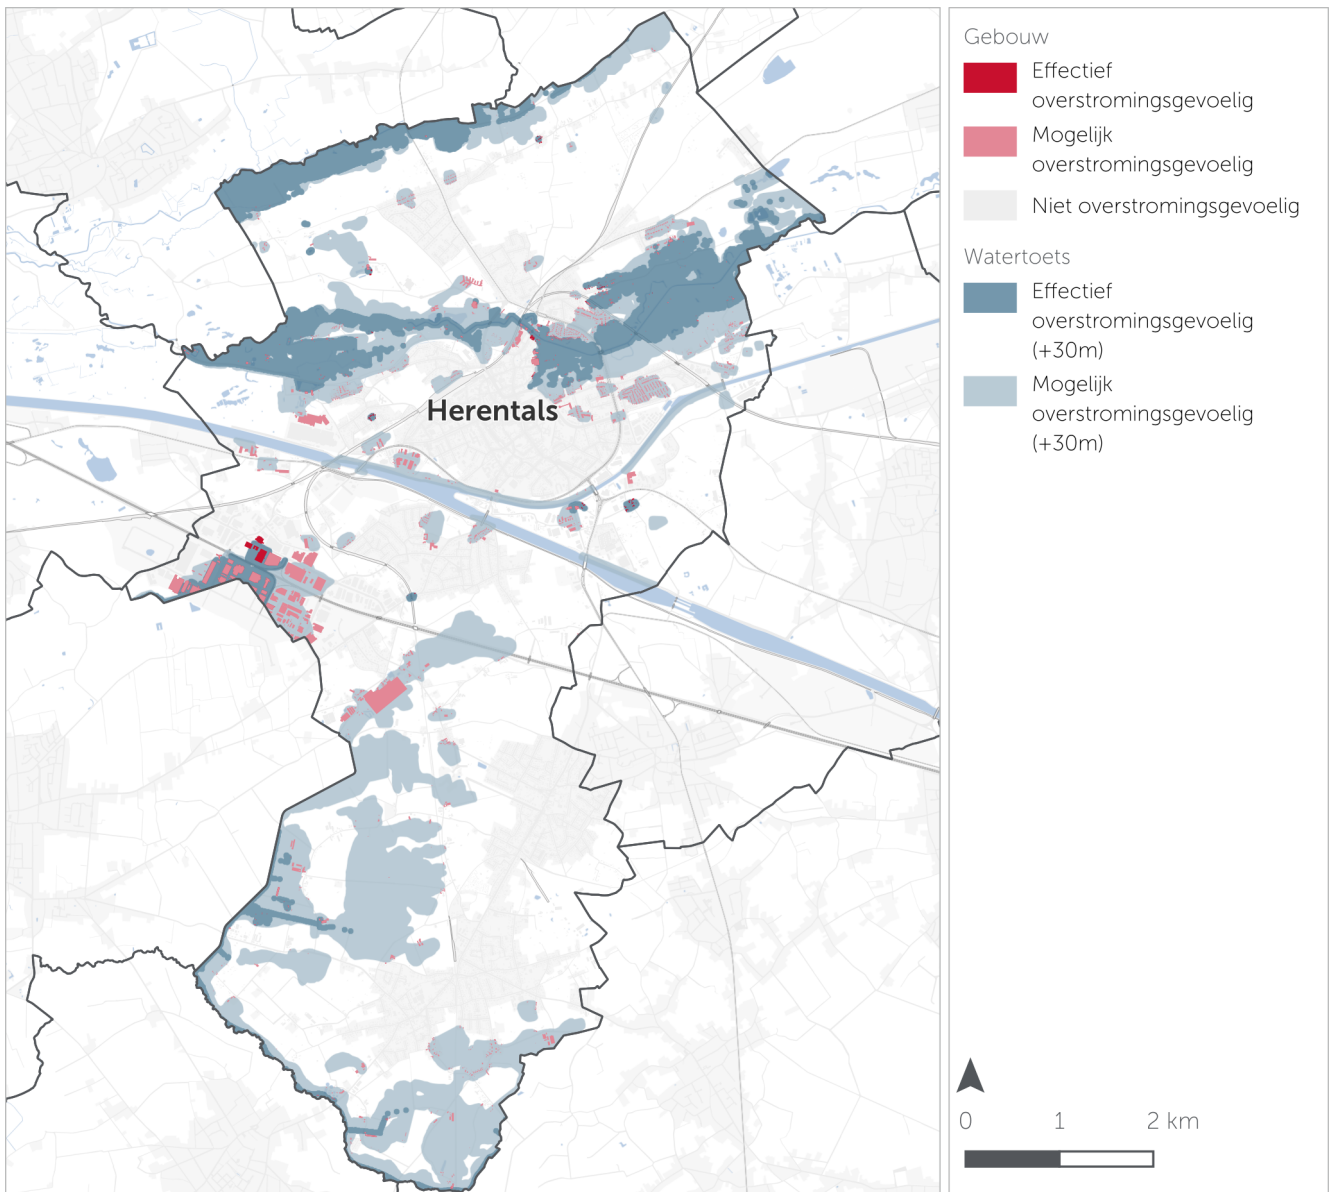 Herentals
Gebouw
Effectief
overstromingsgevoelig
Mogelijk
overstromingsgevoelig
Niet overstromingsgevoelig
Watertoets
Effectief
overstromingsgevoelig
(+30m)
Mogelijk
overstromingsgevoelig
(+30m)
0 1 2 km